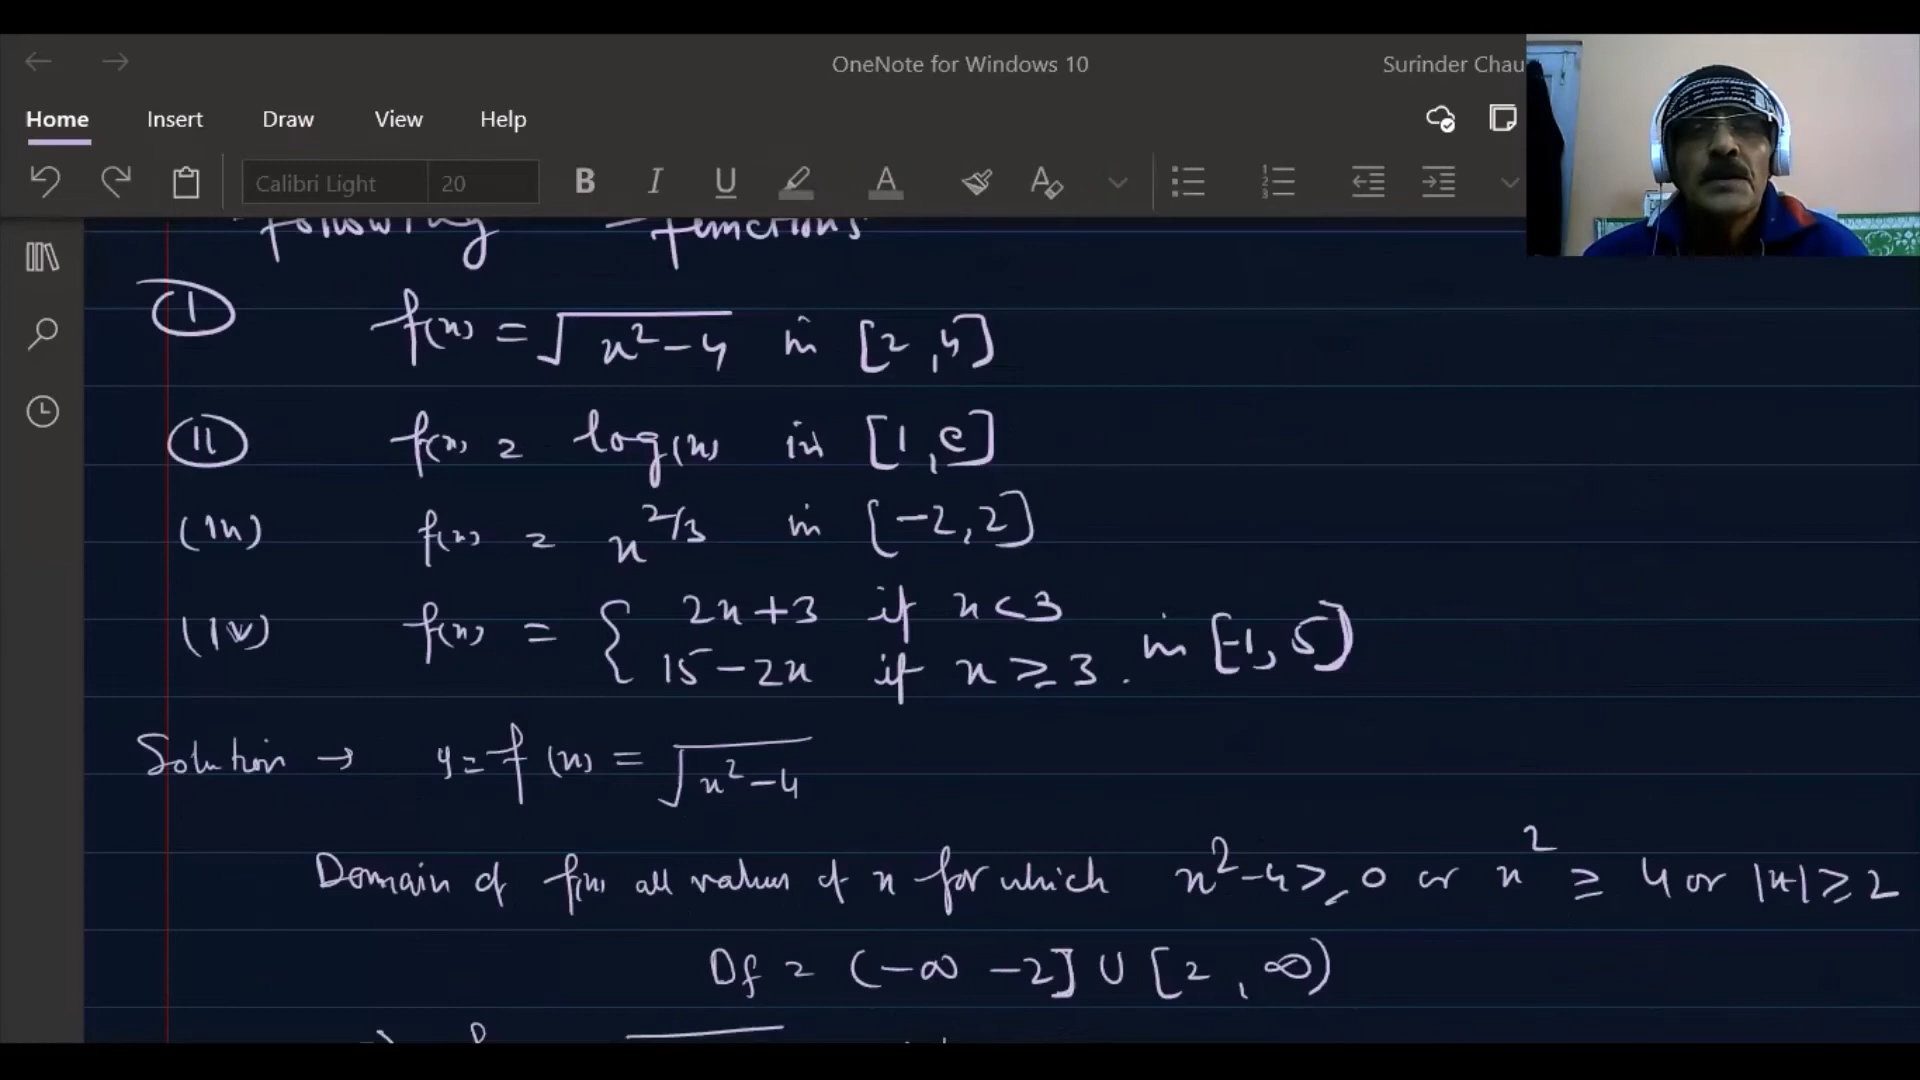 OneNote for Windows 10 Surinder Chau
Home Insert Draw View Help
Calibri Light 20 B I U A A
following functions
I f(x) = √x²-4 in [2,4]
II f(x) = log(x) in [1,e]
(III) f(x) = x^2/3 in [-2,2]
(IV) f(x) = { 2x+3 if x<3
15-2x if x≥3. in [-1,5]
Solution → y=f(x) = √x²-4
Domain of f(x) all values of x for which x²-4≥0 or x² ≥ 4 or |x|≥2
Df = (-∞ -2] ∪ [2, ∞)